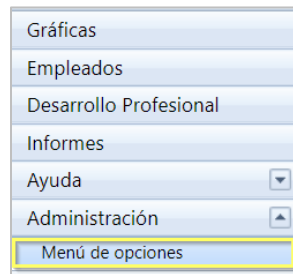 Gráficas
Empleados
Desarrollo Profesional
Informes
Ayuda
Administración
Menú de opciones